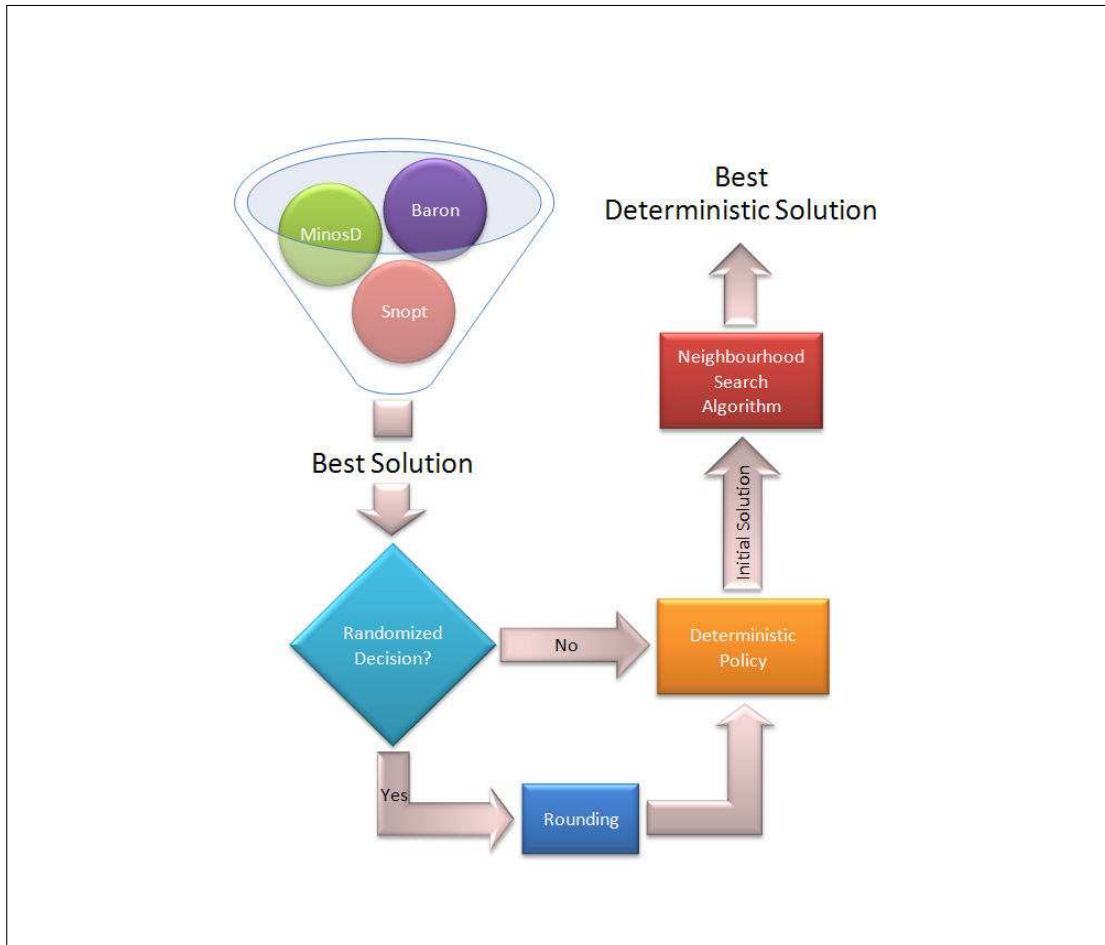 MinosD
Baron
Snopt
Best Solution
Randomized
Decision?
No
Yes
Rounding
Deterministic
Policy
Initial Solution
Neighbourhood
Search
Algorithm
Best
Deterministic Solution